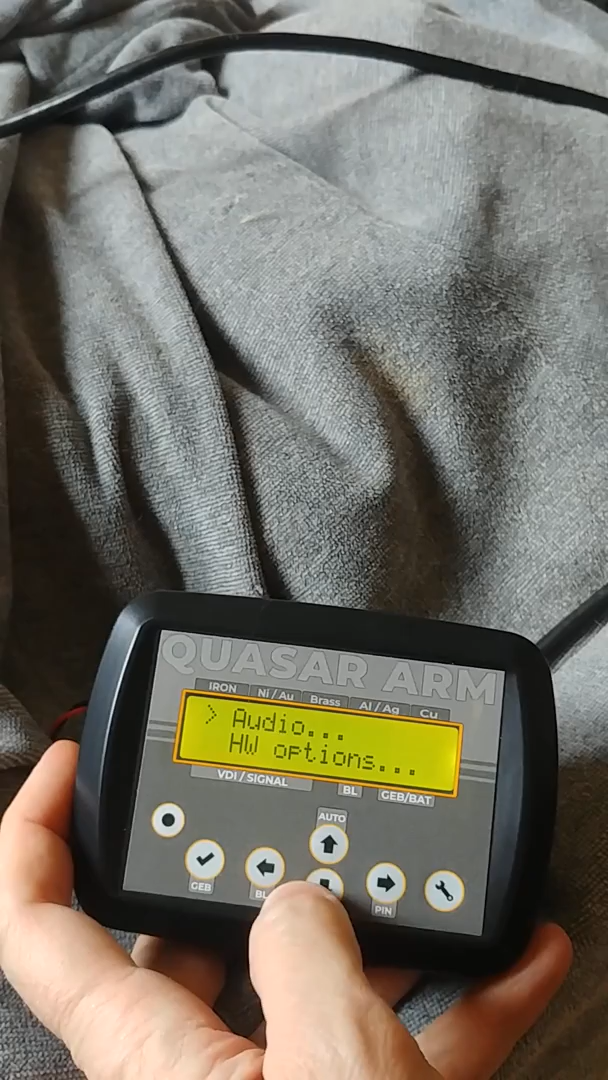 QUASAR ARM
IRON Ni / Au Brass Al / Ag Cu
> Audio...
HW options...
VDI / SIGNAL BL GEB/BAT
AUTO
GEB PIN